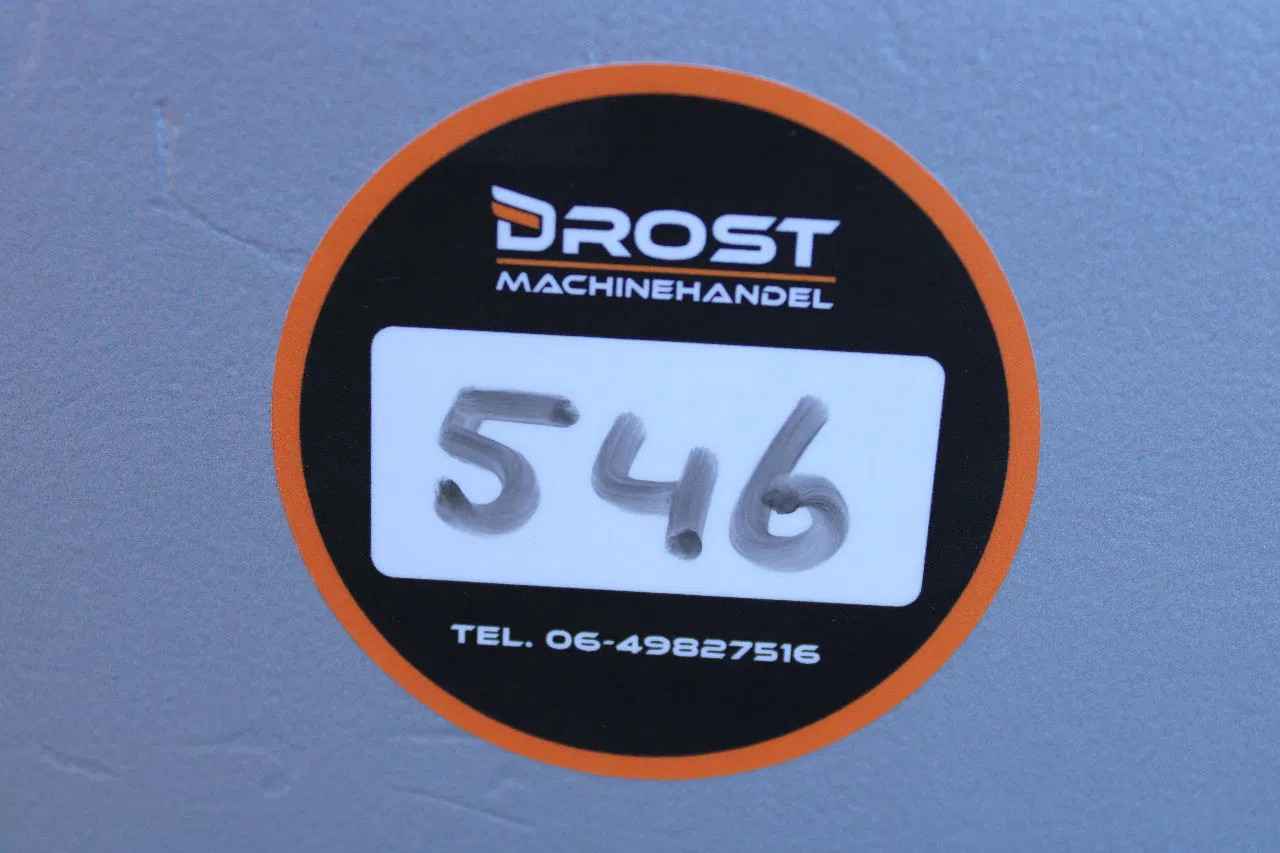 DROST
MACHINEHANDEL
546
TEL. 06-49827516